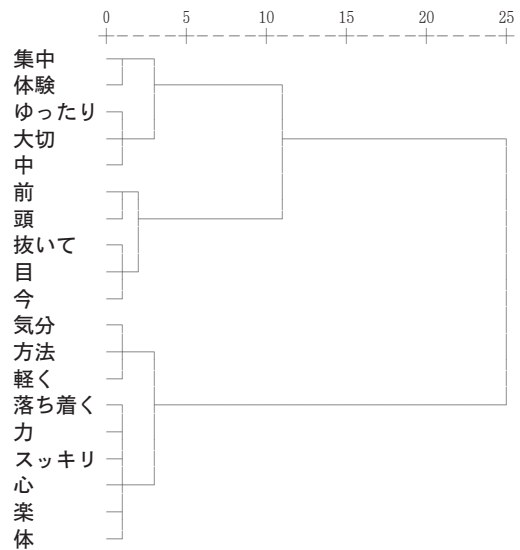 0 5 10 15 20 25
集中
体験
ゆったり
大切
中
前
頭
抜いて
目
今
気分
方法
軽く
落ち着く
力
スッキリ
心
楽
体